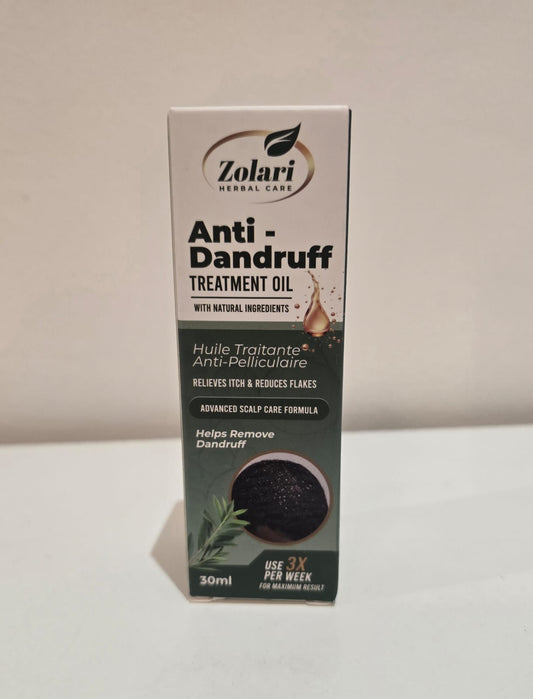 Zolari
HERBAL CARE
Anti -
Dandruff
TREATMENT OIL
WITH NATURAL INGREDIENTS
Huile Traitante
Anti-Pelliculaire
RELIEVES ITCH & REDUCES FLAKES
ADVANCED SCALP CARE FORMULA
Helps Remove
Dandruff
USE 3X
PER WEEK
FOR MAXIMUM RESULT
30ml